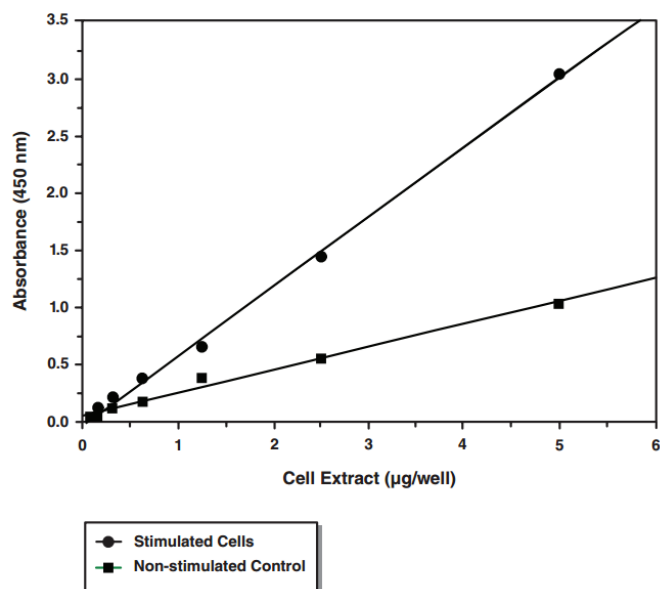 3.5
3.0
2.5
2.0
1.5
1.0
0.5
0.0
Absorbance (450 nm)
0 1 2 3 4 5 6
Cell Extract (µg/well)
Stimulated Cells
Non-stimulated Control